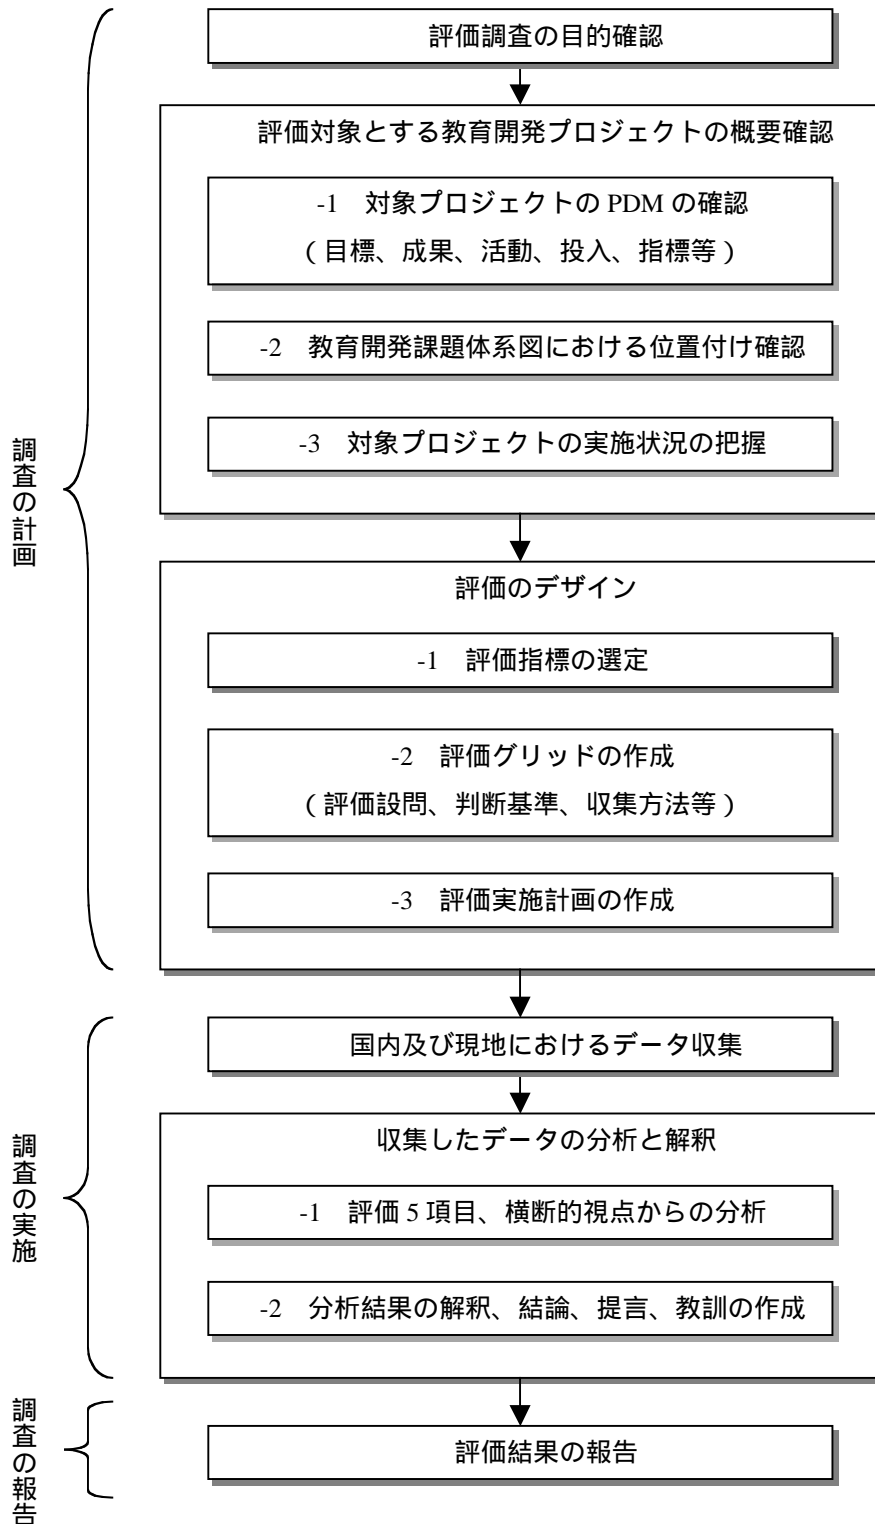 評価調査の目的確認
評価対象とする教育開発プロジェクトの概要確認
-1　対象プロジェクトの PDM の確認
（目標、成果、活動、投入、指標等）
-2　教育開発課題体系図における位置付け確認
-3　対象プロジェクトの実施状況の把握
調査の計画
評価のデザイン
-1　評価指標の選定
-2　評価グリッドの作成
（評価設問、判断基準、収集方法等）
-3　評価実施計画の作成
国内及び現地におけるデータ収集
収集したデータの分析と解釈
調査の実施
-1　評価 5 項目、横断的視点からの分析
-2　分析結果の解釈、結論、提言、教訓の作成
調査の報告
評価結果の報告